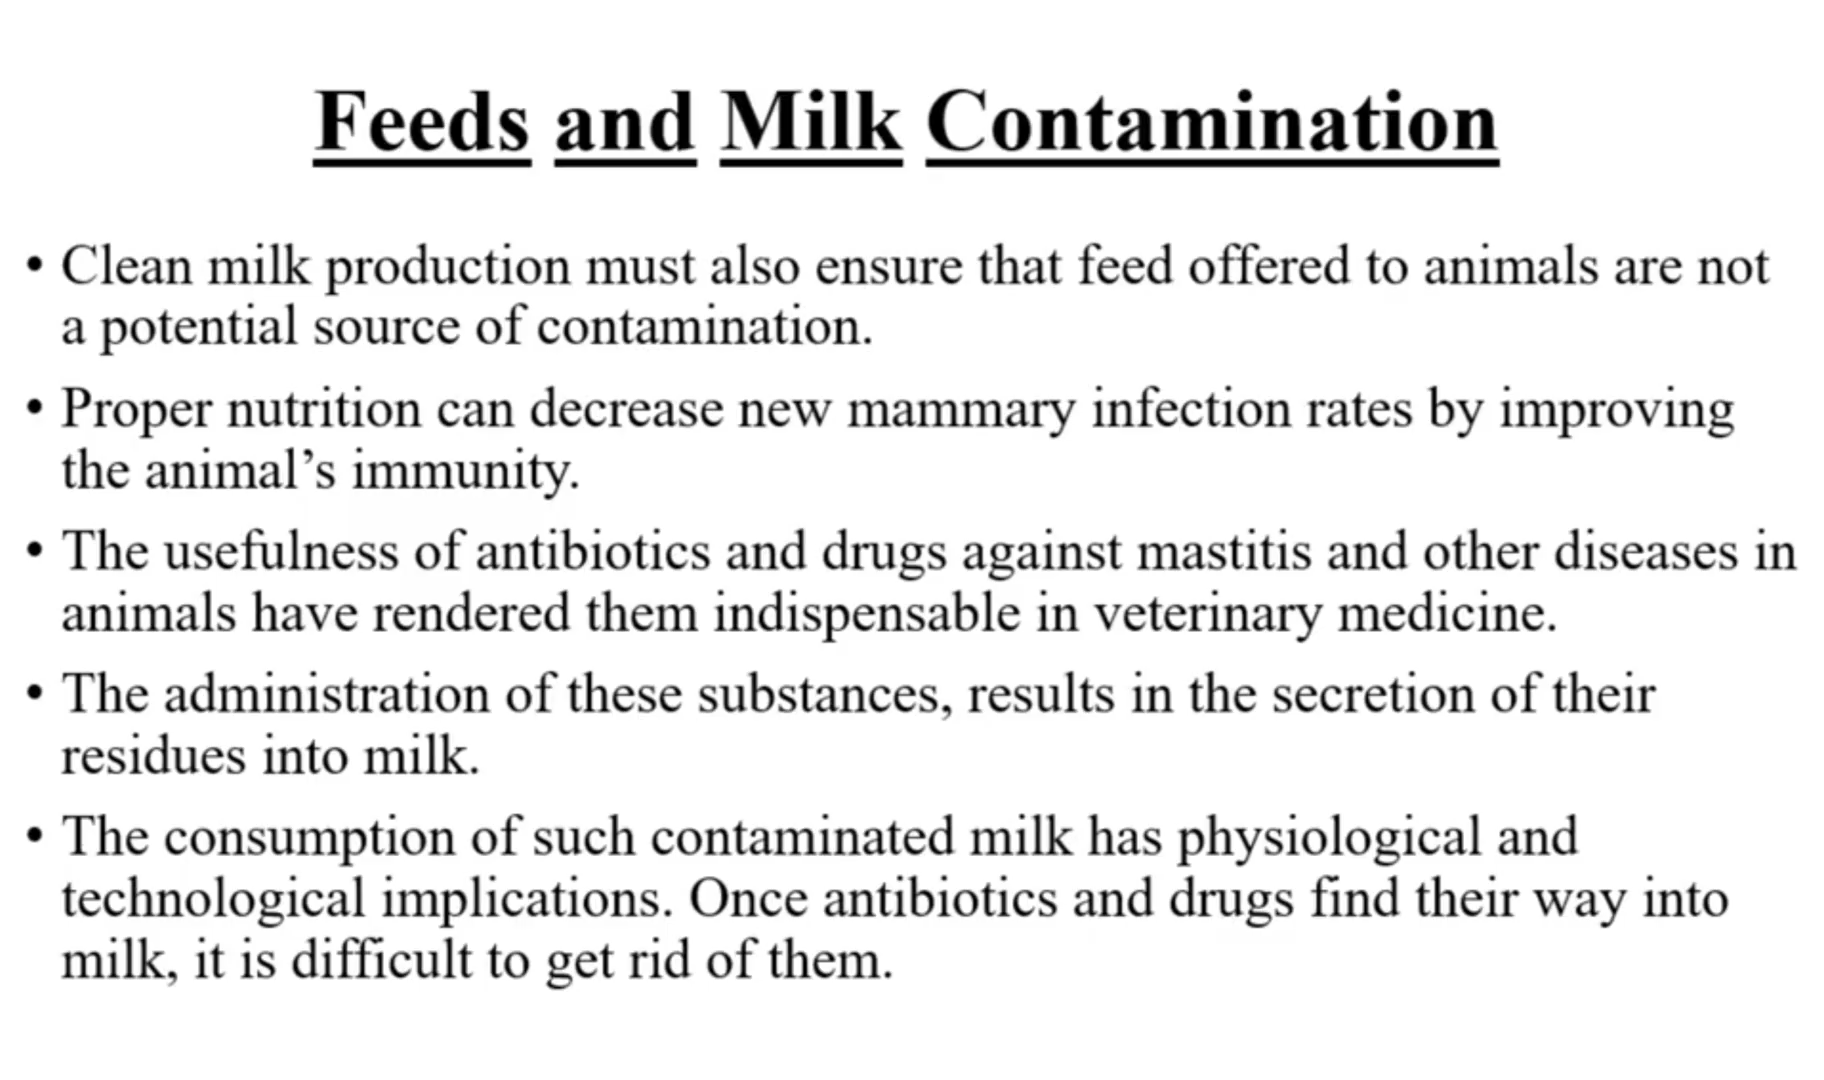 Feeds and Milk Contamination
• Clean milk production must also ensure that feed offered to animals are not
a potential source of contamination.
• Proper nutrition can decrease new mammary infection rates by improving
the animal’s immunity.
• The usefulness of antibiotics and drugs against mastitis and other diseases in
animals have rendered them indispensable in veterinary medicine.
• The administration of these substances, results in the secretion of their
residues into milk.
• The consumption of such contaminated milk has physiological and
technological implications. Once antibiotics and drugs find their way into
milk, it is difficult to get rid of them.